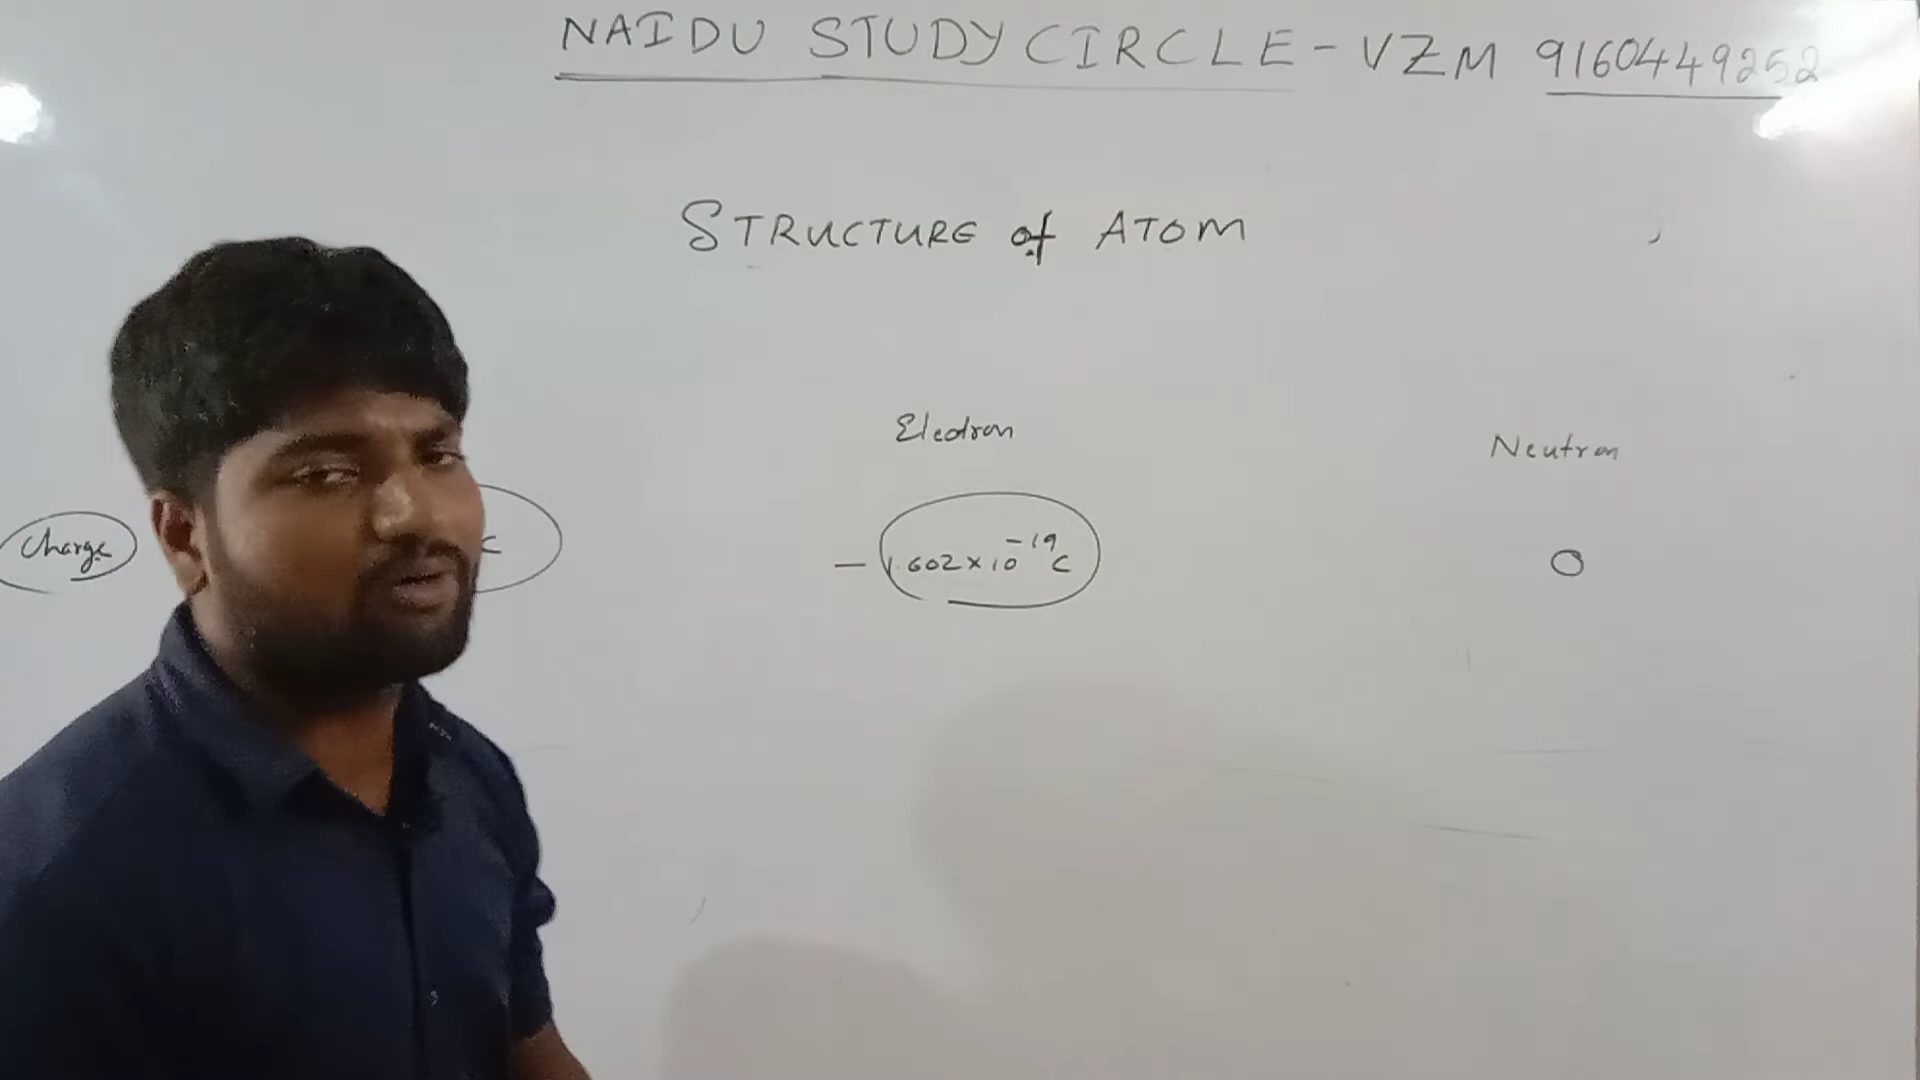 NAIDU STUDY CIRCLE - VZM 9160449252
STRUCTURE of ATOM
Electron Neutron
Charge C - 1.602 x 10⁻¹⁹ C 0